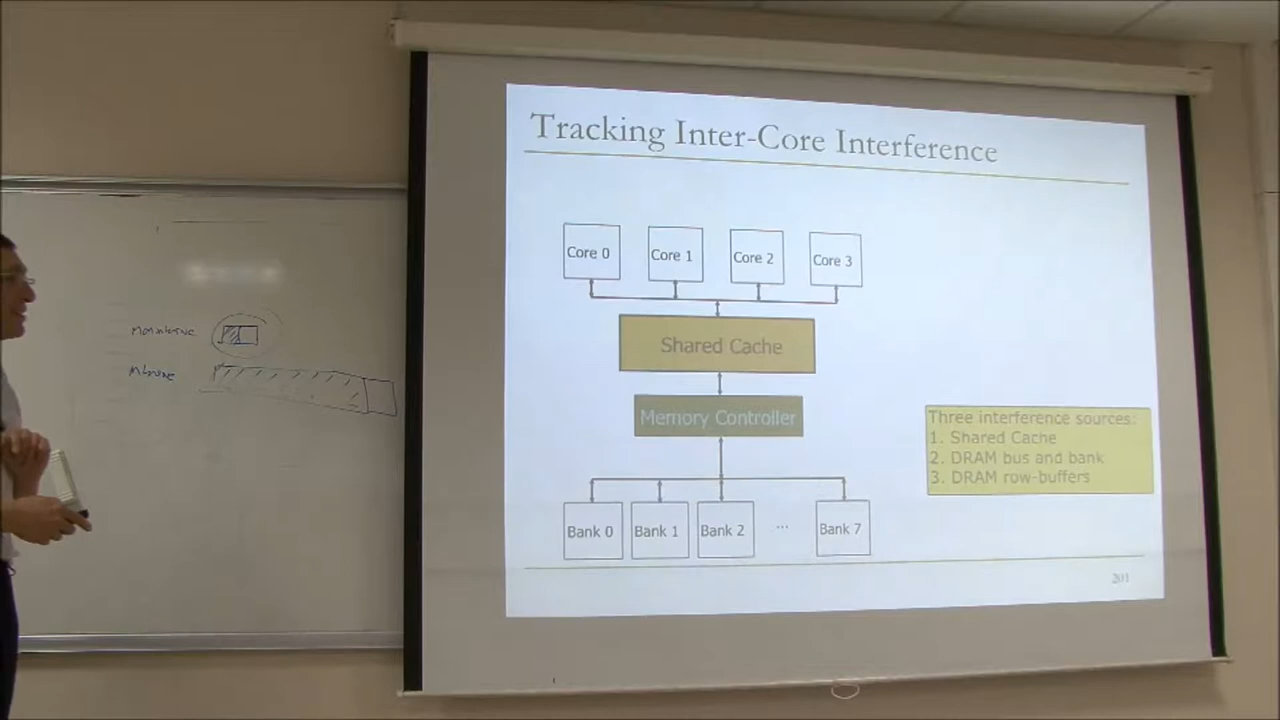 Tracking Inter-Core Interference
Core 0
Core 1
Core 2
Core 3
Shared Cache
Memory Controller
Three interference sources:
1. Shared Cache
2. DRAM bus and bank
3. DRAM row-buffers
Bank 0
Bank 1
Bank 2
...
Bank 7